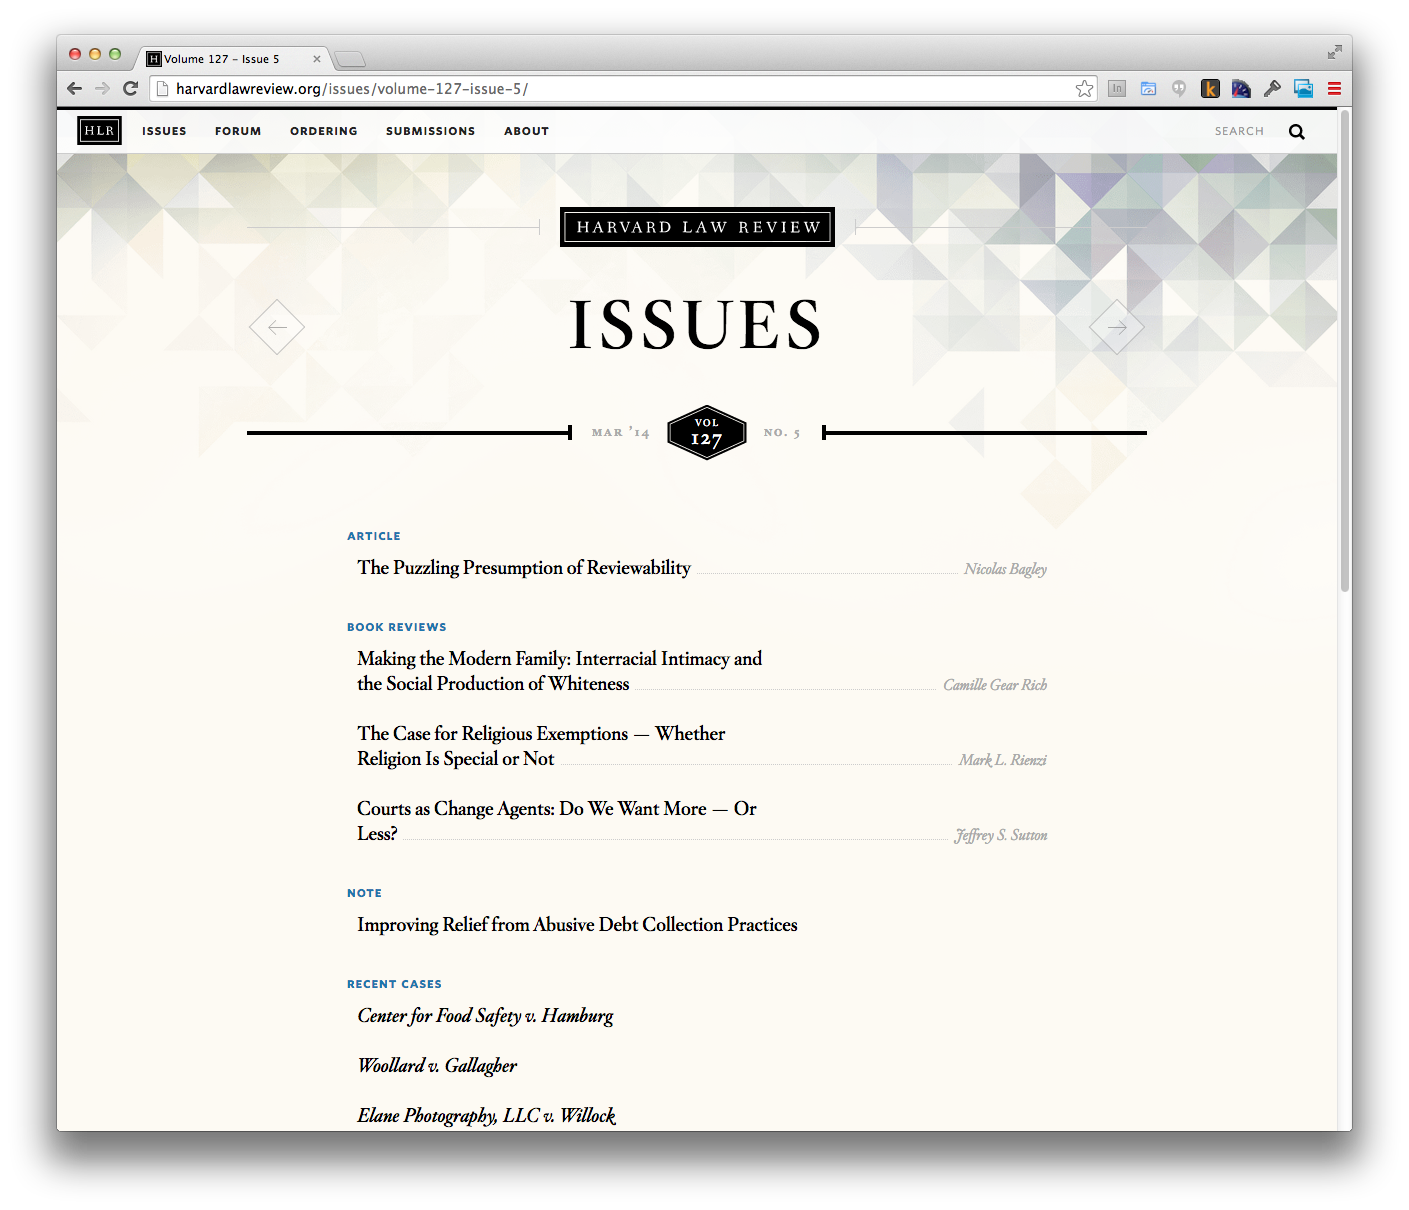 Volume 127 – Issue 5
harvardlawreview.org/issues/volume-127-issue-5/
HLR ISSUES FORUM ORDERING SUBMISSIONS ABOUT SEARCH
HARVARD LAW REVIEW
ISSUES
MAR ’14 VOL 127 NO. 5
ARTICLE
The Puzzling Presumption of Reviewability Nicolas Bagley
BOOK REVIEWS
Making the Modern Family: Interracial Intimacy and
the Social Production of Whiteness Camille Gear Rich
The Case for Religious Exemptions — Whether
Religion Is Special or Not Mark L. Rienzi
Courts as Change Agents: Do We Want More — Or
Less? Jeffrey S. Sutton
NOTE
Improving Relief from Abusive Debt Collection Practices
RECENT CASES
Center for Food Safety v. Hamburg
Woollard v. Gallagher
Elane Photography, LLC v. Willock